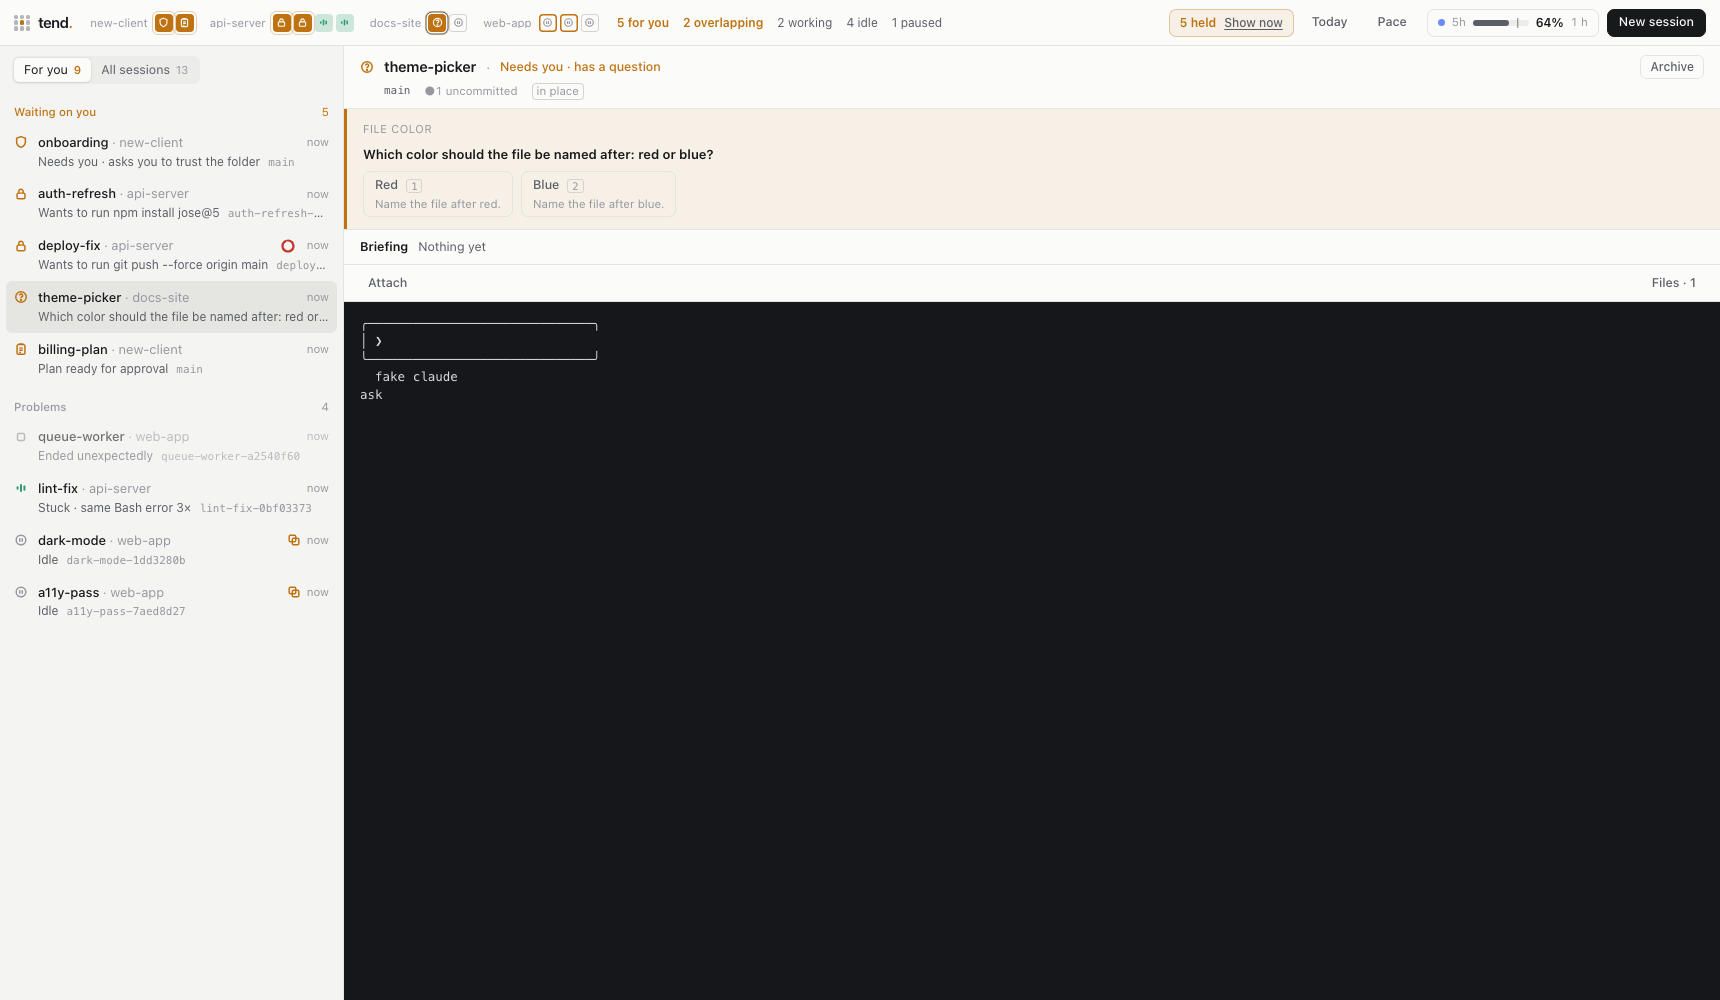 tend. new-client api-server docs-site web-app 5 for you 2 overlapping 2 working 4 idle 1 paused 5 held Show now Today Pace 5h 64% 1 h New session
For you 9 All sessions 13
Waiting on you 5
onboarding · new-client now
Needs you · asks you to trust the folder main
auth-refresh · api-server now
Wants to run npm install jose@5 auth-refresh-…
deploy-fix · api-server now
Wants to run git push --force origin main deploy…
theme-picker · docs-site now
Which color should the file be named after: red or…
billing-plan · new-client now
Plan ready for approval main
Problems 4
queue-worker · web-app now
Ended unexpectedly queue-worker-a2540f60
lint-fix · api-server now
Stuck · same Bash error 3× lint-fix-0bf03373
dark-mode · web-app now
Idle dark-mode-1dd3280b
a11y-pass · web-app now
Idle a11y-pass-7aed8d27
theme-picker · Needs you · has a question Archive
main 1 uncommitted in place
FILE COLOR
Which color should the file be named after: red or blue?
Red 1 Blue 2
Name the file after red. Name the file after blue.
Briefing Nothing yet
Attach Files · 1
❯
fake claude
ask